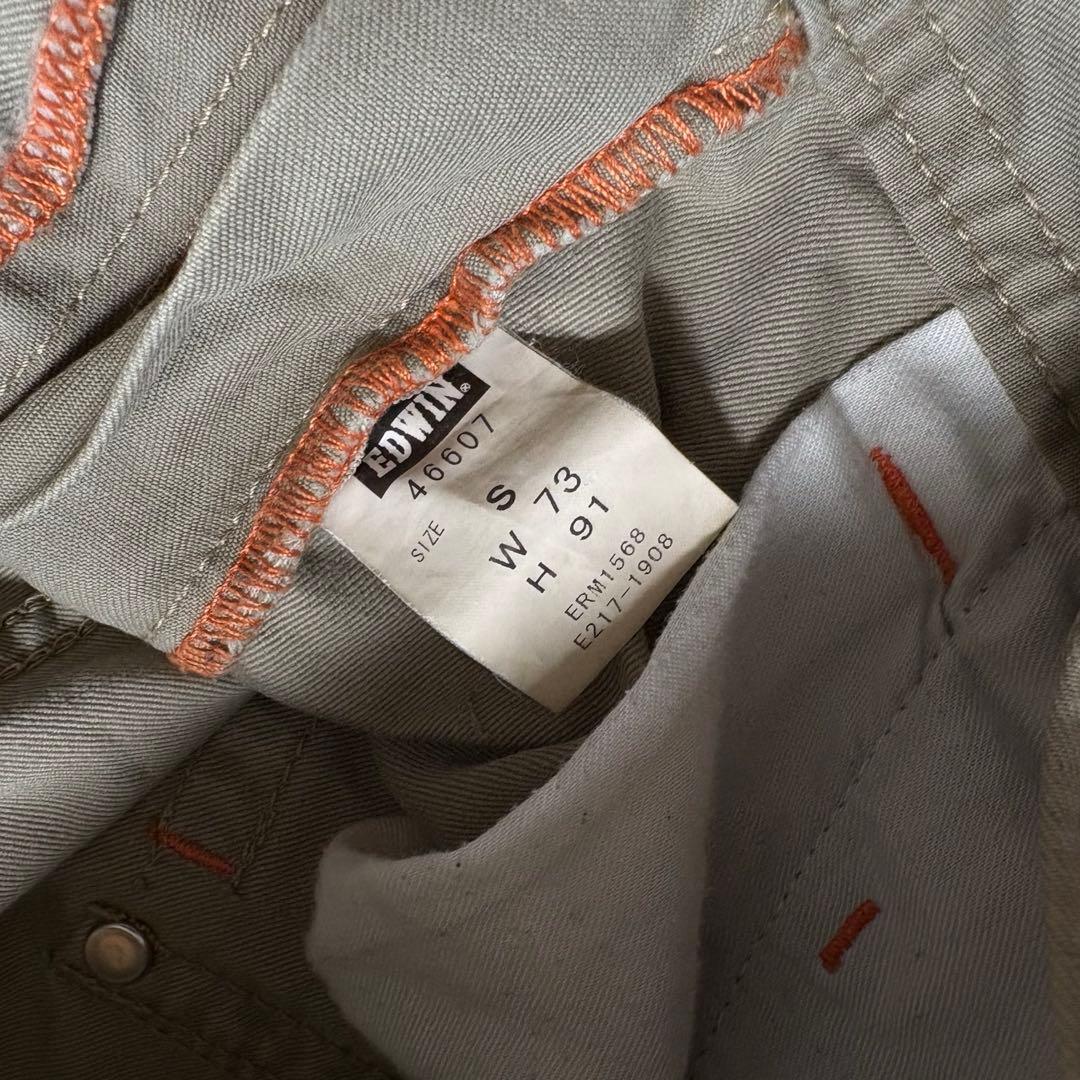 EDWIN®
46607
SIZE S
W 73
H 91
ERM1568
E217-1908